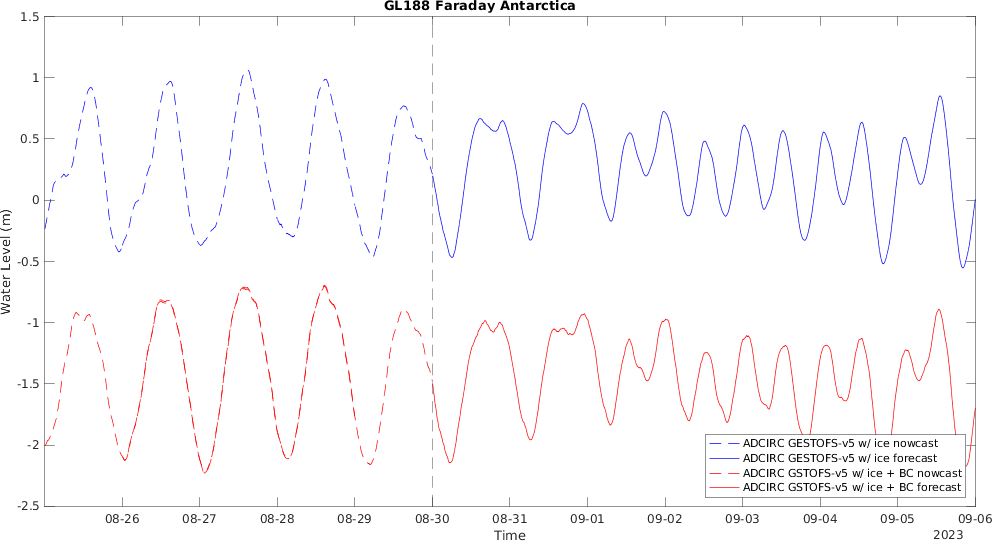 GL188 Faraday Antarctica
1.5
1
0.5
0
-0.5
-1
-1.5
-2
-2.5
Water Level (m)
08-26 08-27 08-28 08-29 08-30 08-31 09-01 09-02 09-03 09-04 09-05 09-06
Time
2023
ADCIRC GESTOFS-v5 w/ ice nowcast
ADCIRC GESTOFS-v5 w/ ice forecast
ADCIRC GSTOFS-v5 w/ ice + BC nowcast
ADCIRC GSTOFS-v5 w/ ice + BC forecast